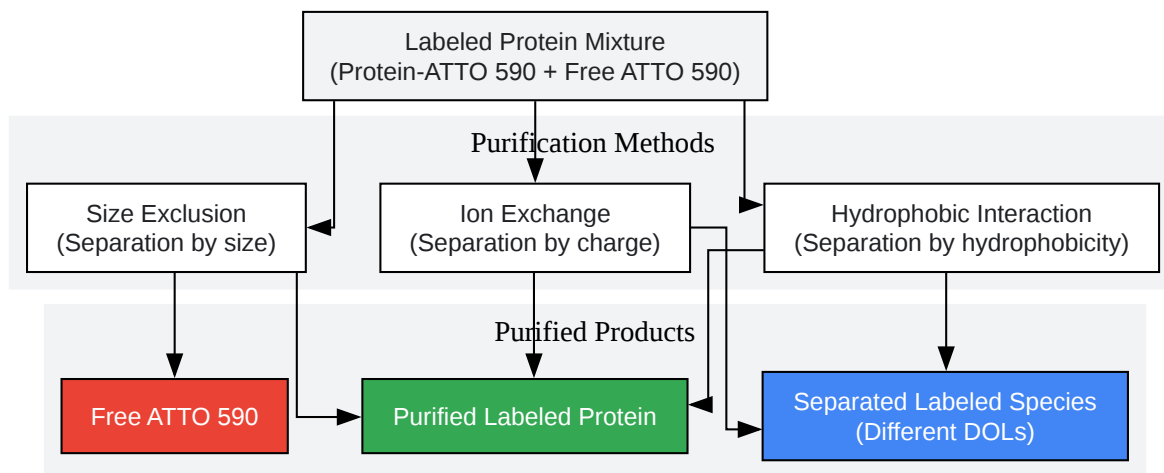 Labeled Protein Mixture
(Protein-ATTO 590 + Free ATTO 590)
Purification Methods
Size Exclusion
(Separation by size)
Ion Exchange
(Separation by charge)
Hydrophobic Interaction
(Separation by hydrophobicity)
Purified Products
Free ATTO 590
Purified Labeled Protein
Separated Labeled Species
(Different DOLs)